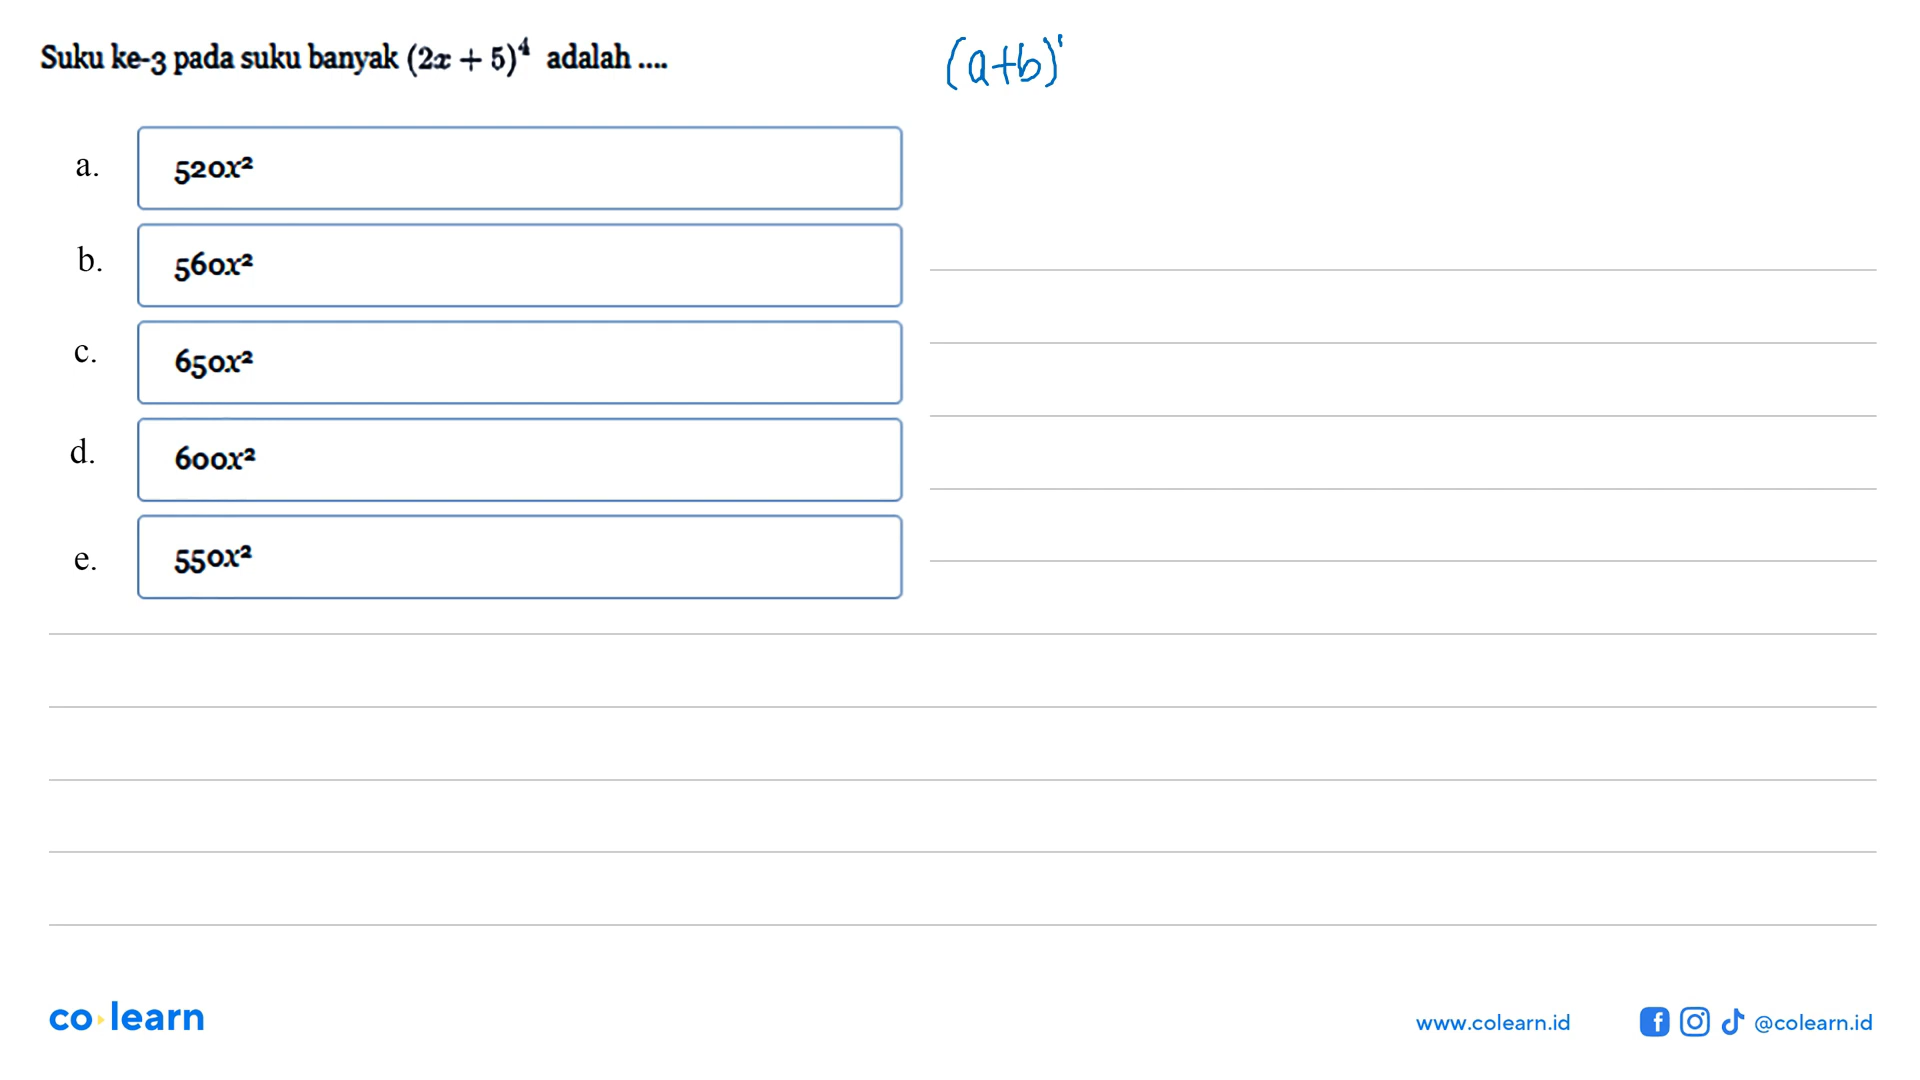 Suku ke-3 pada suku banyak (2x + 5)⁴ adalah ....
(a+b)'
a. 520x²
b. 560x²
c. 650x²
d. 600x²
e. 550x²
co learn
www.colearn.id
@colearn.id